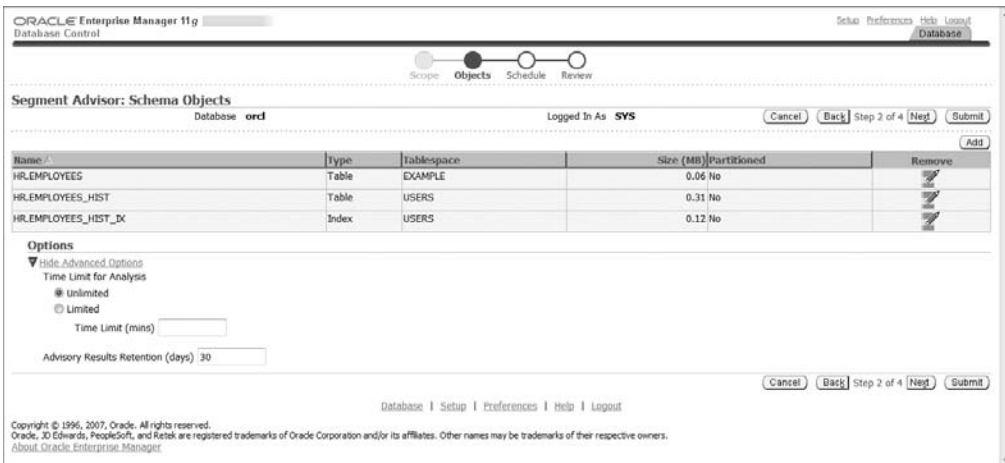 ORACLE Enterprise Manager 11g
Database Control
Setup Preferences Help Logout
Database
Scope Objects Schedule Review
Segment Advisor: Schema Objects
Database orcl Logged In As SYS Cancel Back Step 2 of 4 Next Submit
Add
Name Type Tablespace Size (MB) Partitioned Remove
HR.EMPLOYEES Table EXAMPLE 0.06 No
HR.EMPLOYEES_HIST Table USERS 0.31 No
HR.EMPLOYEES_HIST_IX Index USERS 0.12 No
Options
Hide Advanced Options
Time Limit for Analysis
Unlimited
Limited
Time Limit (mins)
Advisory Results Retention (days) 30
Cancel Back Step 2 of 4 Next Submit
Database | Setup | Preferences | Help | Logout
Copyright © 1996, 2007, Oracle. All rights reserved.
Oracle, JD Edwards, PeopleSoft, and Retek are registered trademarks of Oracle Corporation and/or its affiliates. Other names may be trademarks of their respective owners.
About Oracle Enterprise Manager